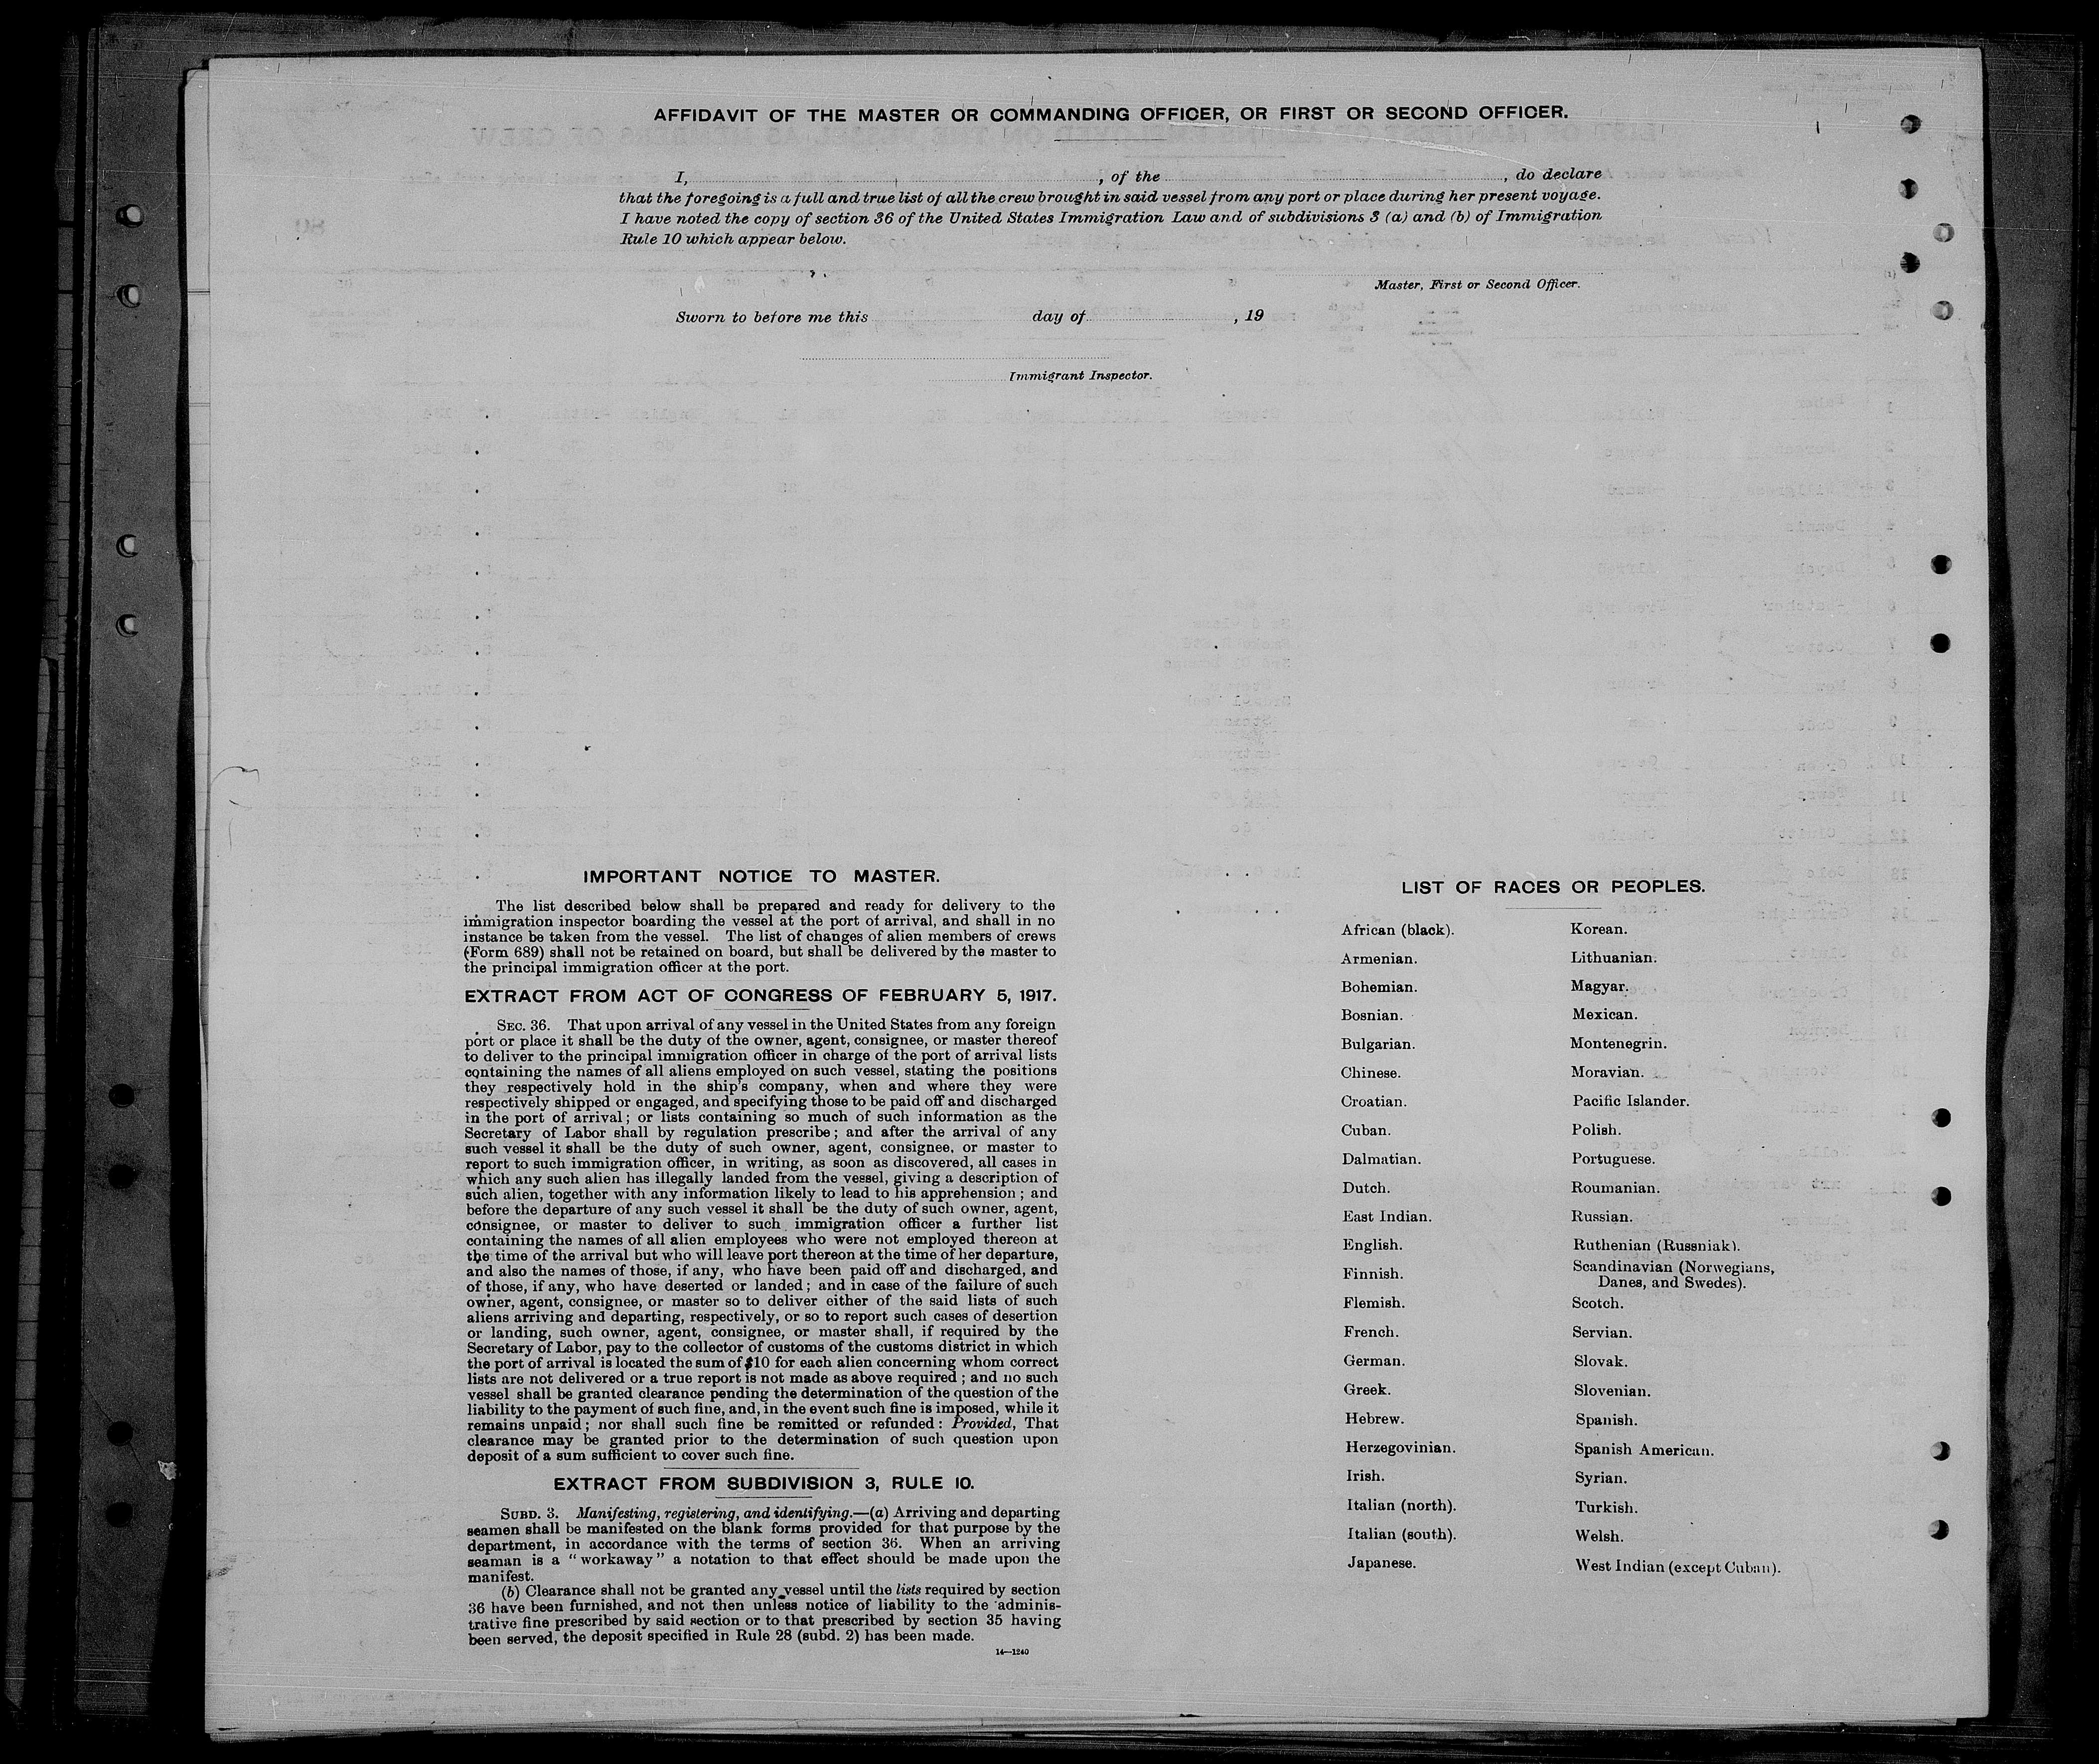 AFFIDAVIT OF THE MASTER OR COMMANDING OFFICER, OR FIRST OR SECOND OFFICER.
I, , of the , do declare
that the foregoing is a full and true list of all the crew brought in said vessel from any port or place during her present voyage.
I have noted the copy of section 36 of the United States Immigration Law and of subdivisions 3 (a) and (b) of Immigration
Rule 10 which appear below.
Master, First or Second Officer.
Sworn to before me this day of , 19
Immigrant Inspector.
IMPORTANT NOTICE TO MASTER.
The list described below shall be prepared and ready for delivery to the
immigration inspector boarding the vessel at the port of arrival, and shall in no
instance be taken from the vessel. The list of changes of alien members of crews
(Form 689) shall not be retained on board, but shall be delivered by the master to
the principal immigration officer at the port.
EXTRACT FROM ACT OF CONGRESS OF FEBRUARY 5, 1917.
SEC. 36. That upon arrival of any vessel in the United States from any foreign
port or place it shall be the duty of the owner, agent, consignee, or master thereof
to deliver to the principal immigration officer in charge of the port of arrival lists
containing the names of all aliens employed on such vessel, stating the positions
they respectively hold in the ship's company, when and where they were
respectively shipped or engaged, and specifying those to be paid off and discharged
in the port of arrival; or lists containing so much of such information as the
Secretary of Labor shall by regulation prescribe; and after the arrival of any
such vessel it shall be the duty of such owner, agent, consignee, or master to
report to such immigration officer, in writing, as soon as discovered, all cases in
which any such alien has illegally landed from the vessel, giving a description of
such alien, together with any information likely to lead to his apprehension; and
before the departure of any such vessel it shall be the duty of such owner, agent,
consignee, or master to deliver to such immigration officer a further list
containing the names of all alien employees who were not employed thereon at
the time of the arrival but who will leave port thereon at the time of her departure,
and also the names of those, if any, who have been paid off and discharged, and
of those, if any, who have deserted or landed; and in case of the failure of such
owner, agent, consignee, or master so to deliver either of the said lists of such
aliens arriving and departing, respectively, or so to report such cases of desertion
or landing, such owner, agent, consignee, or master shall, if required by the
Secretary of Labor, pay to the collector of customs of the customs district in which
the port of arrival is located the sum of $10 for each alien concerning whom correct
lists are not delivered or a true report is not made as above required; and no such
vessel shall be granted clearance pending the determination of the question of the
liability to the payment of such fine, and, in the event such fine is imposed, while it
remains unpaid; nor shall such fine be remitted or refunded: Provided, That
clearance may be granted prior to the determination of such question upon
deposit of a sum sufficient to cover such fine.
EXTRACT FROM SUBDIVISION 3, RULE 10.
SUBD. 3. Manifesting, registering, and identifying.—(a) Arriving and departing
seamen shall be manifested on the blank forms provided for that purpose by the
department, in accordance with the terms of section 36. When an arriving
seaman is a "workaway" a notation to that effect should be made upon the
manifest.
(b) Clearance shall not be granted any vessel until the lists required by section
36 have been furnished, and not then unless notice of liability to the adminis-
trative fine prescribed by said section or to that prescribed by section 35 having
been served, the deposit specified in Rule 28 (subd. 2) has been made.
14—1240
LIST OF RACES OR PEOPLES.
African (black).
Armenian.
Bohemian.
Bosnian.
Bulgarian.
Chinese.
Croatian.
Cuban.
Dalmatian.
Dutch.
East Indian.
English.
Finnish.
Flemish.
French.
German.
Greek.
Hebrew.
Herzegovinian.
Irish.
Italian (north).
Italian (south).
Japanese.
Korean.
Lithuanian.
Magyar.
Mexican.
Montenegrin.
Moravian.
Pacific Islander.
Polish.
Portuguese.
Roumanian.
Russian.
Ruthenian (Russniak).
Scandinavian (Norwegians,
Danes, and Swedes).
Scotch.
Servian.
Slovak.
Slovenian.
Spanish.
Spanish American.
Syrian.
Turkish.
Welsh.
West Indian (except Cuban).